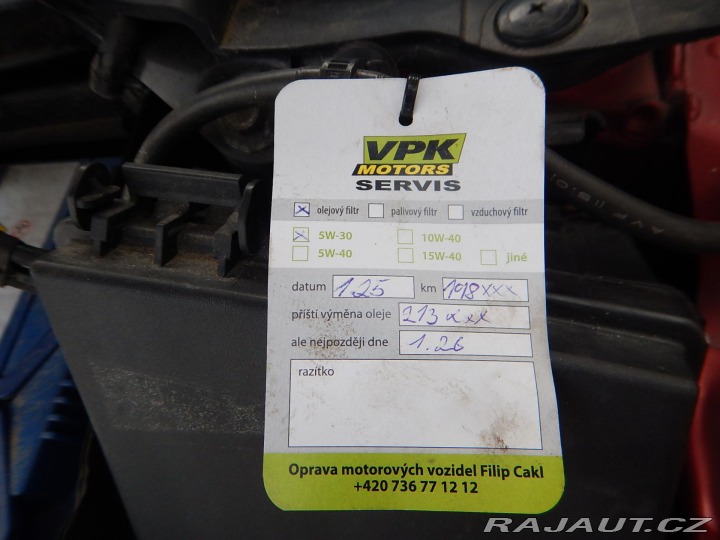 VPK
MOTORS
SERVIS
olejový filtr palivový filtr vzduchový filtr
5W-30 10W-40
5W-40 15W-40 jiné
datum 1.25 km 198xxx
příští výměna oleje 213xxx
ale nejpozději dne 1.26
razítko
Oprava motorových vozidel Filip Cakl
+420 736 77 12 12
RAJAUT.CZ